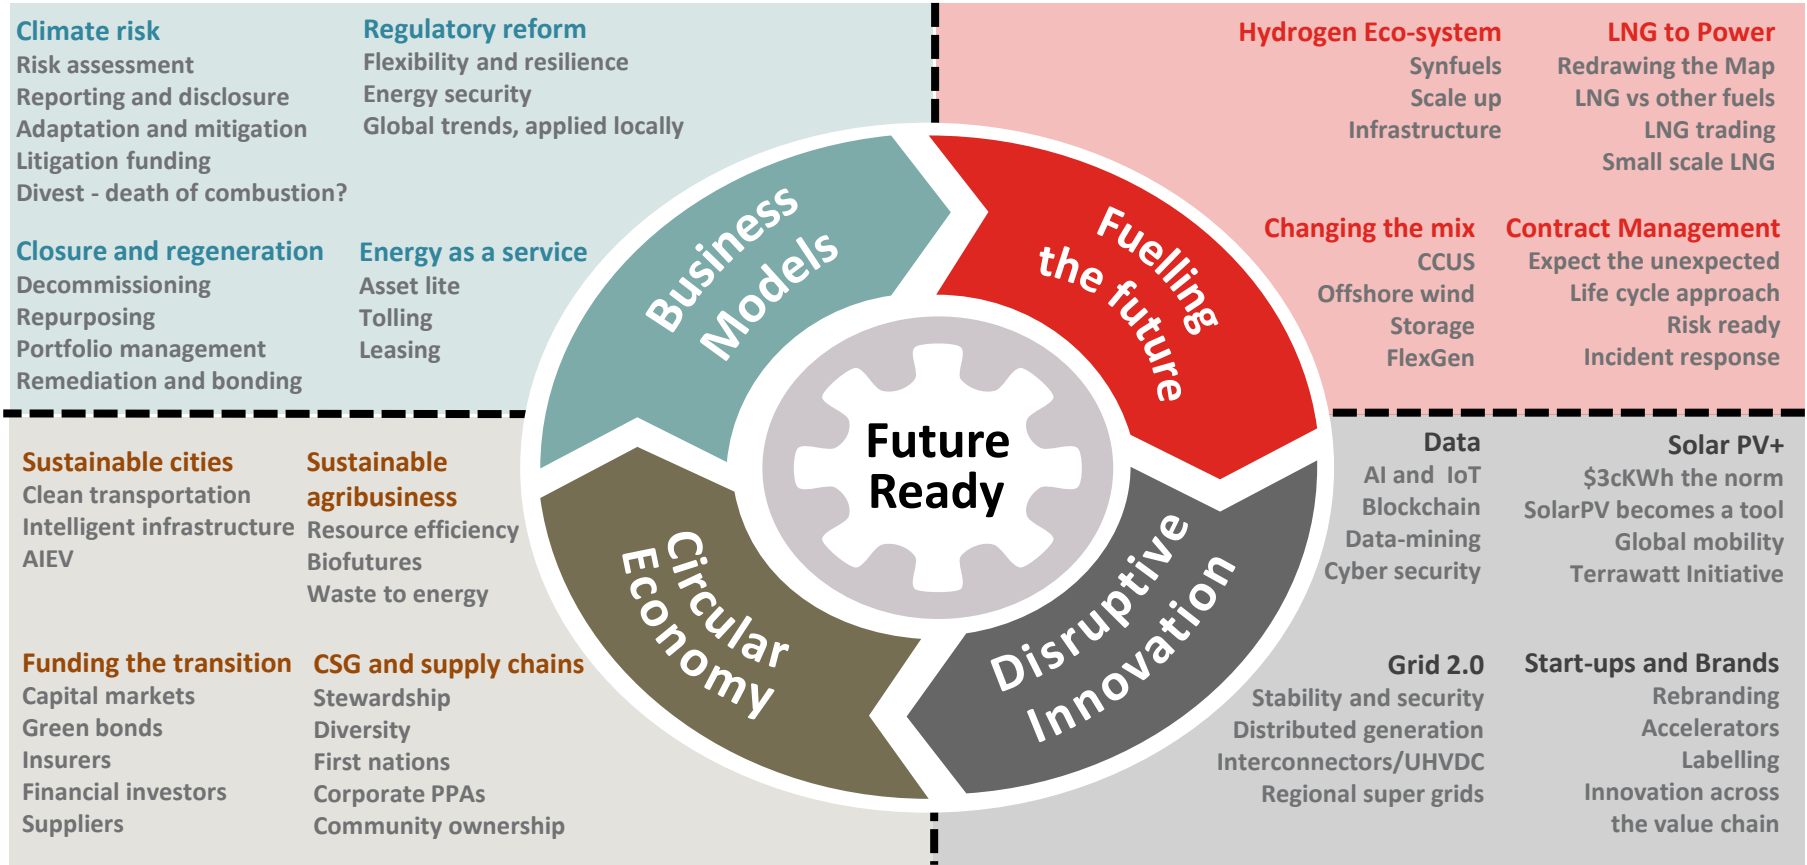 Climate risk
Risk assessment
Reporting and disclosure
Adaptation and mitigation
Litigation funding
Divest - death of combustion?
Regulatory reform
Flexibility and resilience
Energy security
Global trends, applied locally
Closure and regeneration
Decommissioning
Repurposing
Portfolio management
Remediation and bonding
Energy as a service
Asset lite
Tolling
Leasing
Business
Models
Hydrogen Eco-system
Synfuels
Scale up
Infrastructure
LNG to Power
Redrawing the Map
LNG vs other fuels
LNG trading
Small scale LNG
Changing the mix
CCUS
Offshore wind
Storage
FlexGen
Contract Management
Expect the unexpected
Life cycle approach
Risk ready
Incident response
Fuelling
the future
Future
Ready
Sustainable cities
Clean transportation
Intelligent infrastructure
AIEV
Sustainable
agribusiness
Resource efficiency
Biofutures
Waste to energy
Funding the transition
Capital markets
Green bonds
Insurers
Financial investors
Suppliers
CSG and supply chains
Stewardship
Diversity
First nations
Corporate PPAs
Community ownership
Circular
Economy
Disruptive
Innovation
Data
AI and IoT
Blockchain
Data-mining
Cyber security
Solar PV+
$3cKWh the norm
SolarPV becomes a tool
Global mobility
Terrawatt Initiative
Grid 2.0
Stability and security
Distributed generation
Interconnectors/UHVDC
Regional super grids
Start-ups and Brands
Rebranding
Accelerators
Labelling
Innovation across
the value chain